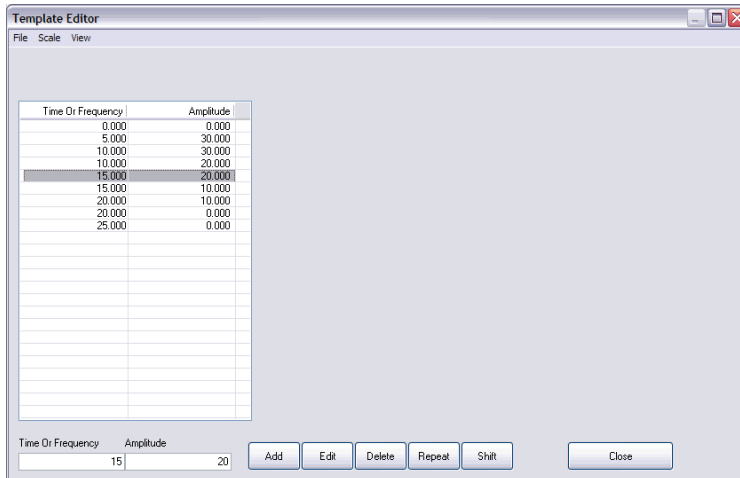 Template Editor
File Scale View
Time Or Frequency Amplitude
0.000 0.000
5.000 30.000
10.000 30.000
10.000 20.000
15.000 20.000
15.000 10.000
20.000 10.000
20.000 0.000
25.000 0.000
Time Or Frequency Amplitude
15 20 Add Edit Delete Repeat Shift Close